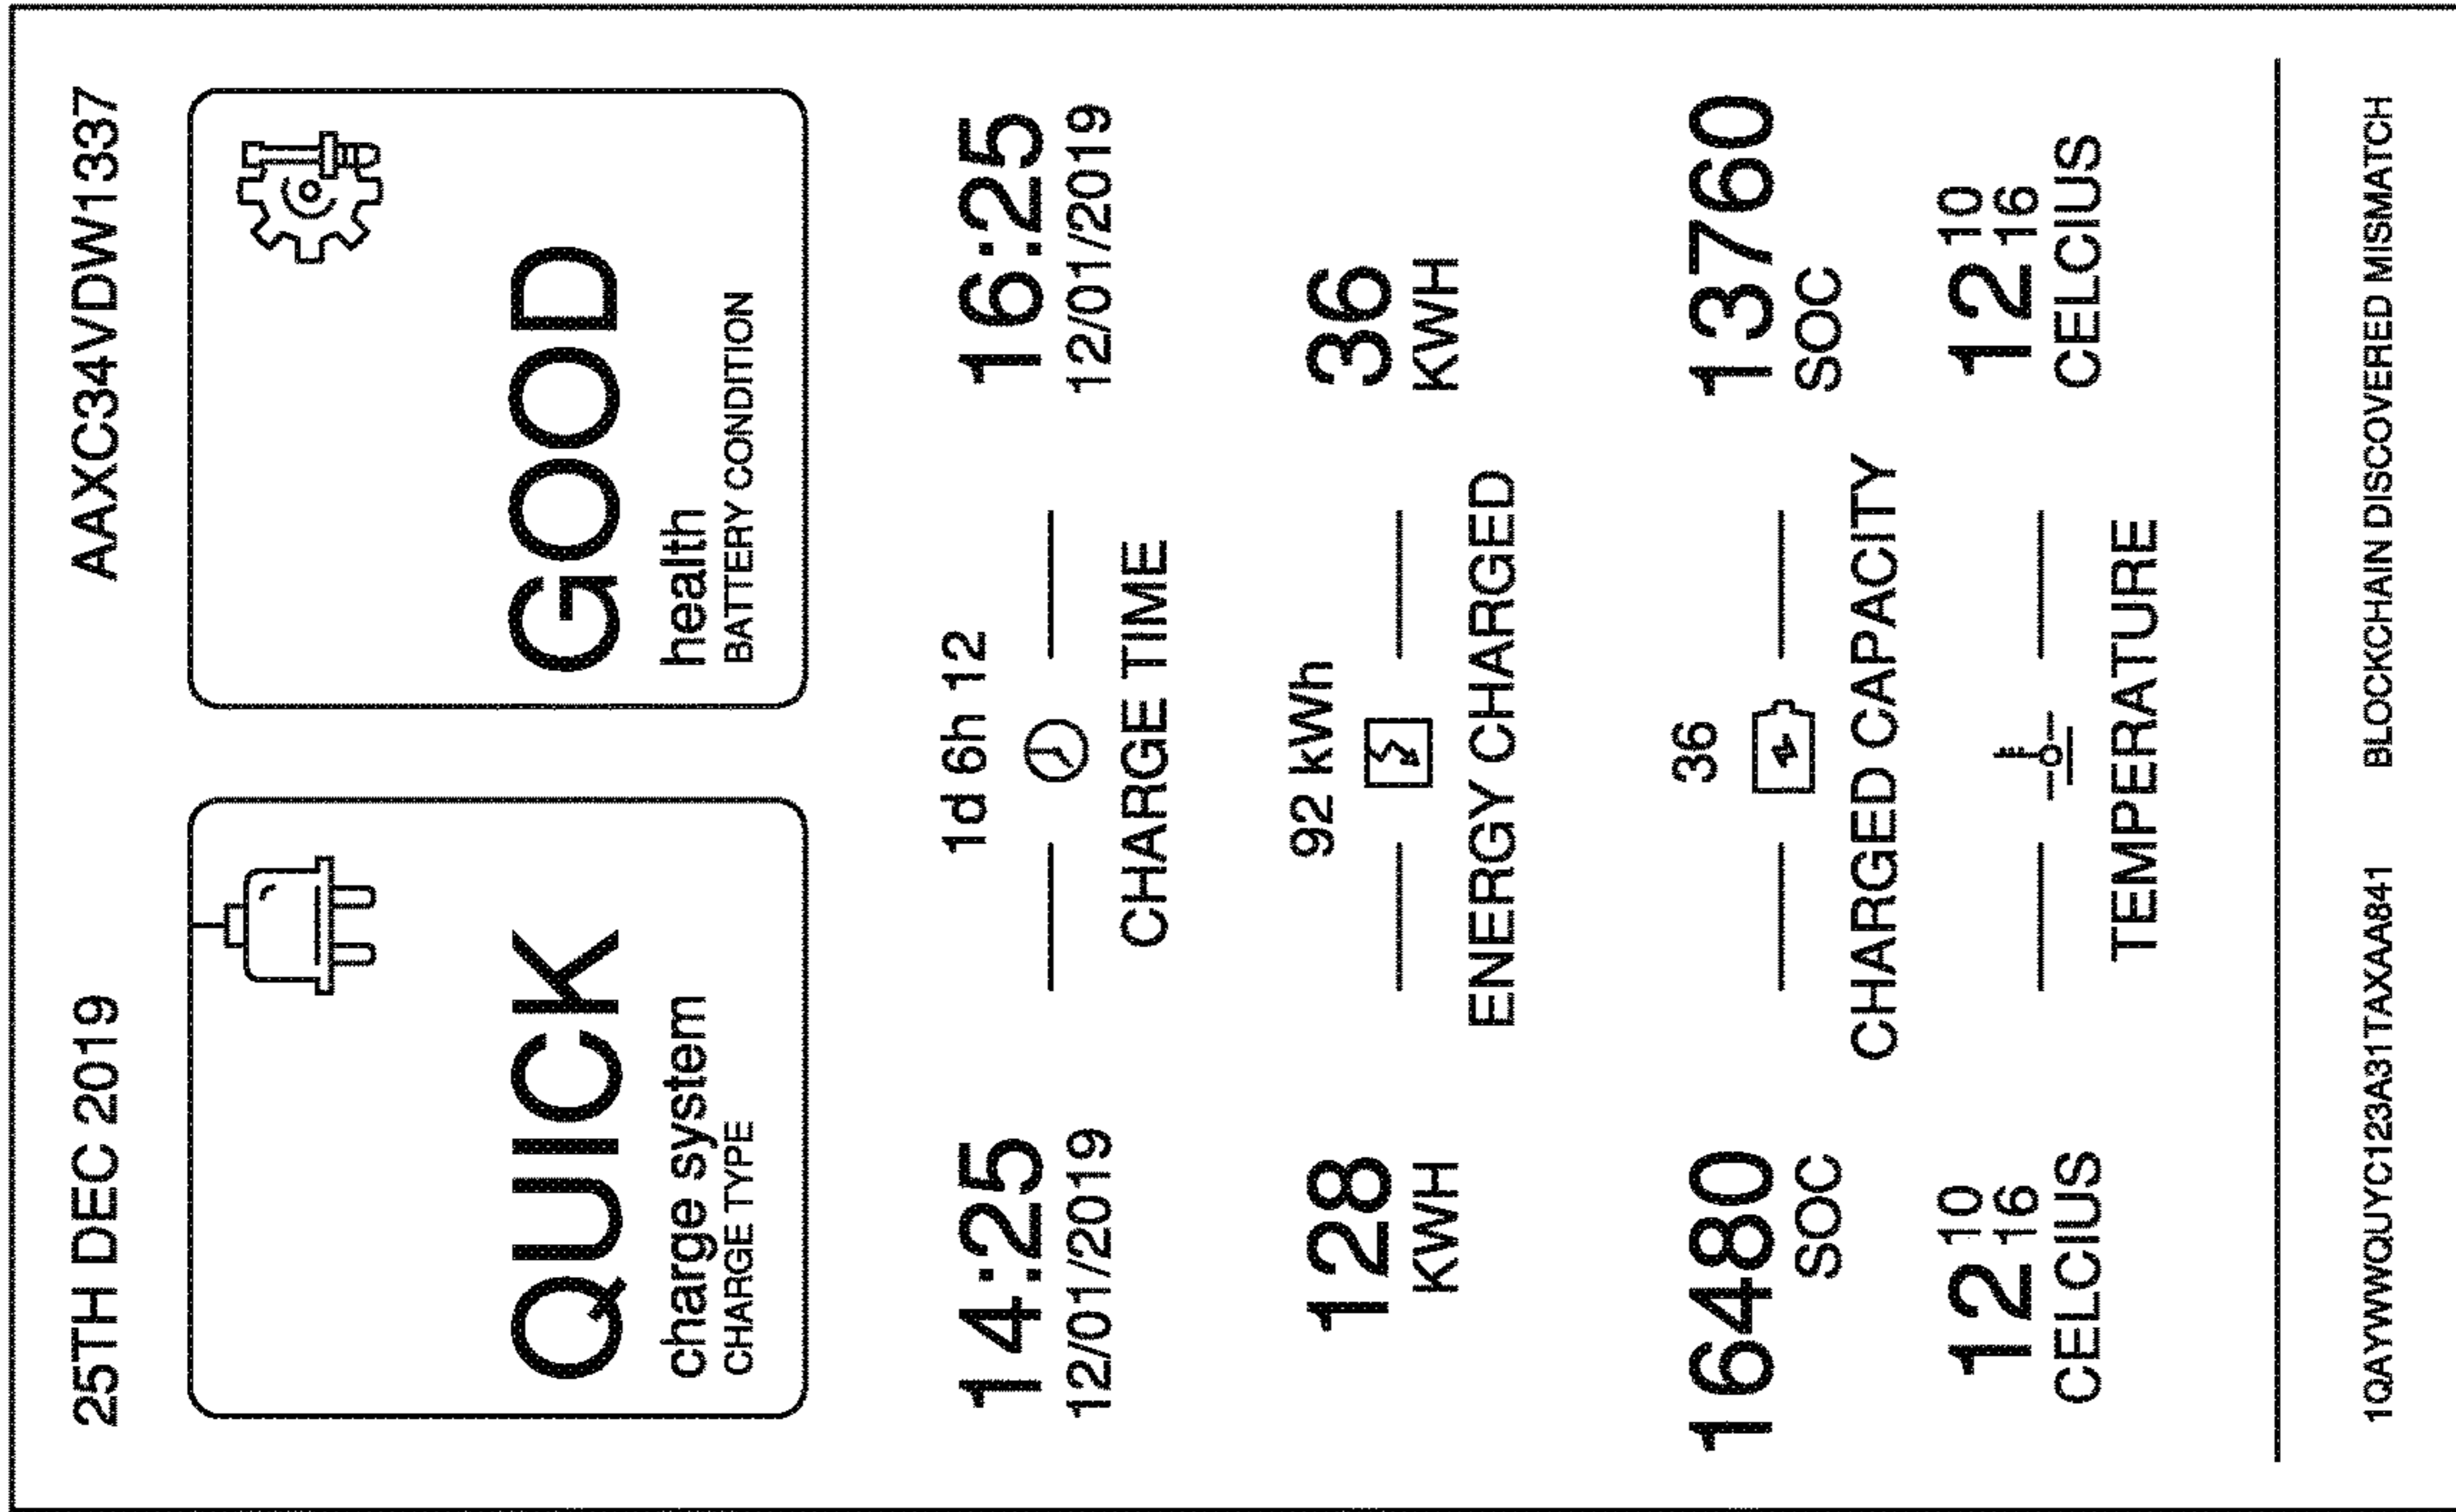 25TH DEC 2019 AAXC34VDW1337
QUICK
charge system
CHARGE TYPE
GOOD
health
BATTERY CONDITION
14:25 1d 6h 12 16:25
12/01/2019 12/01/2019
CHARGE TIME
128 92 kWh 36
KWH KWH
ENERGY CHARGED
16480 36 13760
SOC SOC
CHARGED CAPACITY
12 10 16 12 10 16
CELCIUS CELCIUS
TEMPERATURE
1QAYWWQUYC123A31TAXAA841 BLOCKCHAIN DISCOVERED MISMATCH